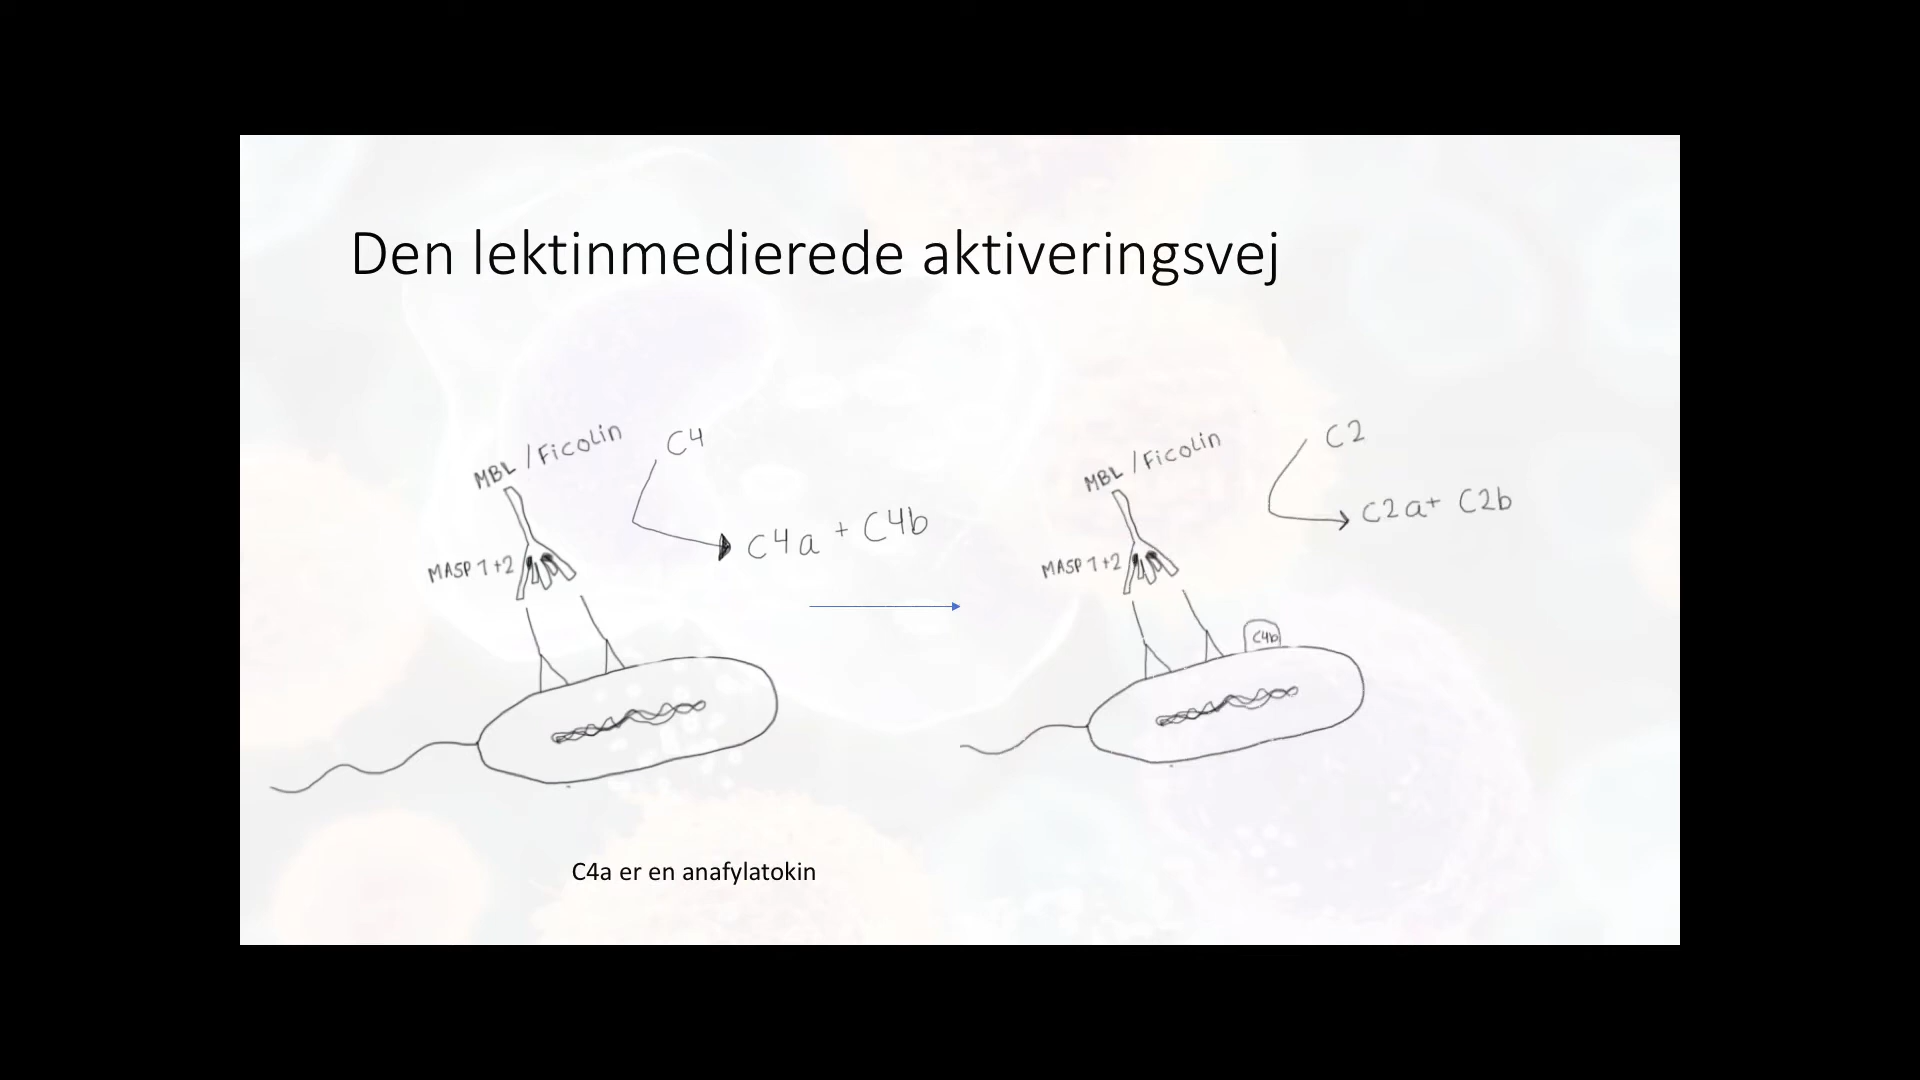 Den lektinmedierede aktiveringsvej
MBL /Ficolin
C4
MASP 1+2
C4a + C4b
MBL /Ficolin
C2
MASP 1+2
C2a+ C2b
C4b
C4a er en anafylatokin